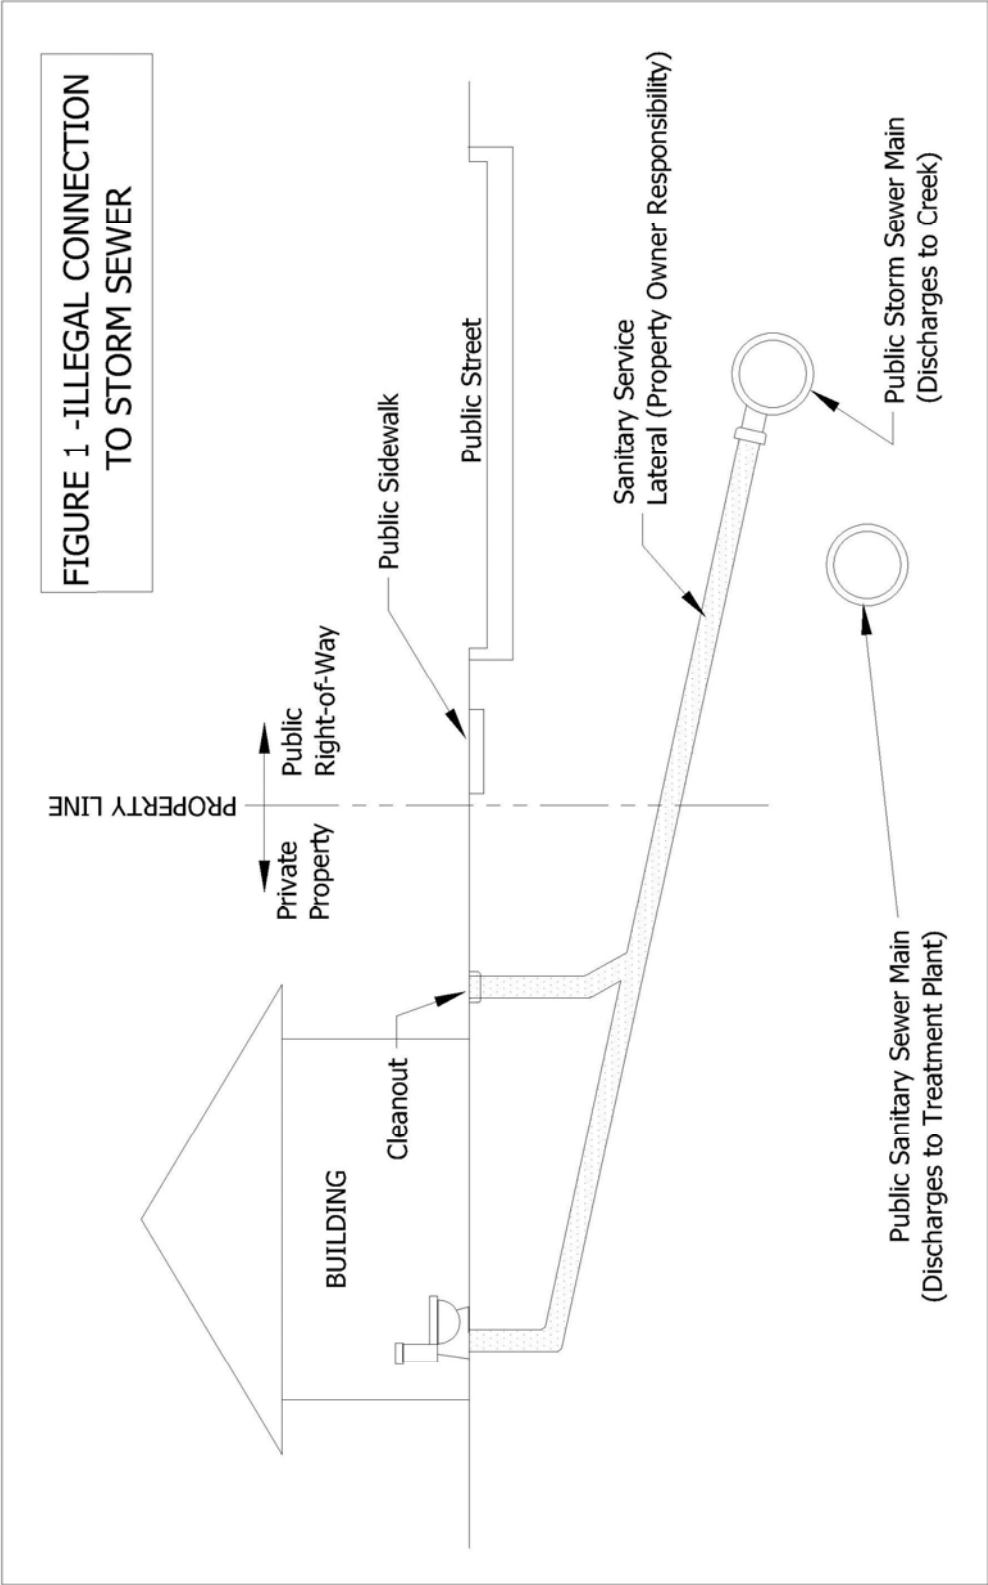 FIGURE 1 -ILLEGAL CONNECTION
TO STORM SEWER
PROPERTY LINE
Private
Property
Public
Right-of-Way
BUILDING
Cleanout
Public Sidewalk
Public Street
Sanitary Service
Lateral (Property Owner Responsibility)
Public Sanitary Sewer Main
(Discharges to Treatment Plant)
Public Storm Sewer Main
(Discharges to Creek)